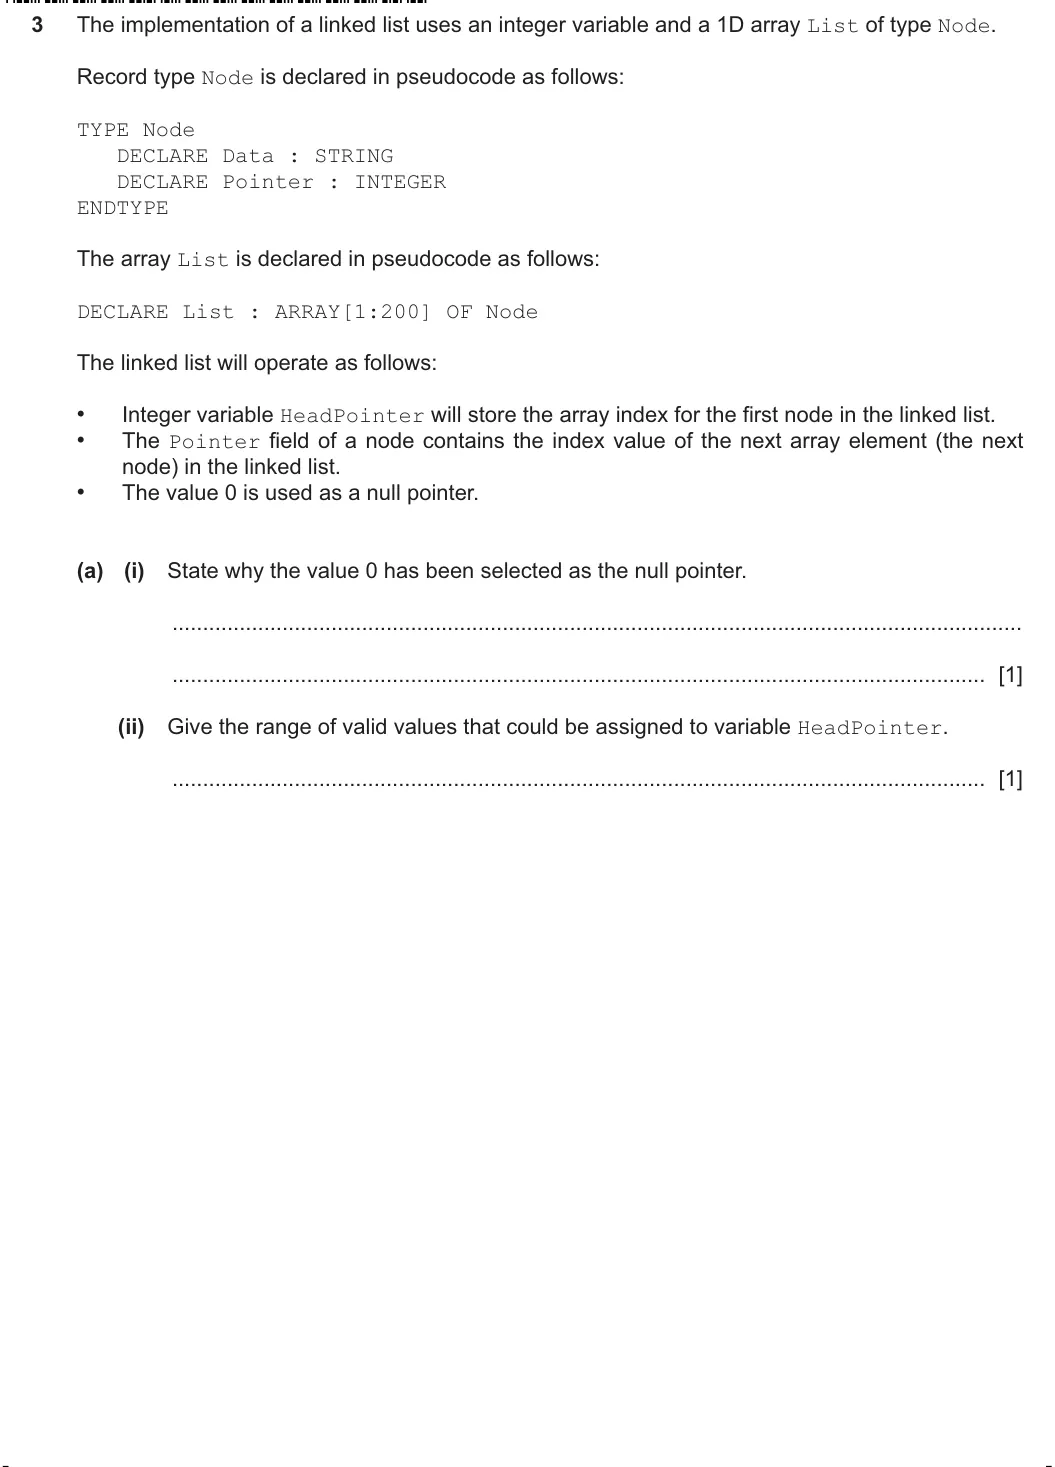 3 The implementation of a linked list uses an integer variable and a 1D array List of type Node.
Record type Node is declared in pseudocode as follows:
TYPE Node
DECLARE Data : STRING
DECLARE Pointer : INTEGER
ENDTYPE
The array List is declared in pseudocode as follows:
DECLARE List : ARRAY[1:200] OF Node
The linked list will operate as follows:
• Integer variable HeadPointer will store the array index for the first node in the linked list.
• The Pointer field of a node contains the index value of the next array element (the next
node) in the linked list.
• The value 0 is used as a null pointer.
(a) (i) State why the value 0 has been selected as the null pointer.
..........................................................................................................................................
.................................................................................................................................... [1]
(ii) Give the range of valid values that could be assigned to variable HeadPointer.
.................................................................................................................................... [1]